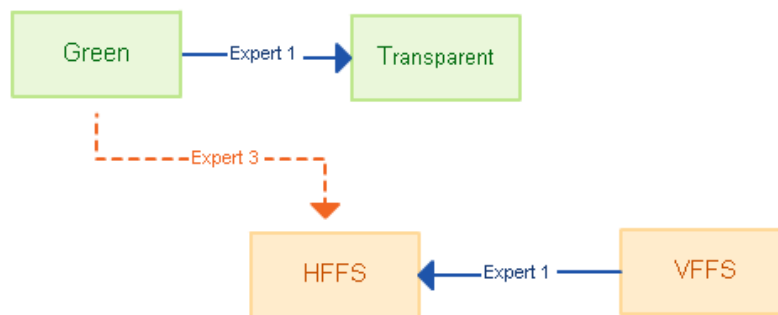 Green
Expert 1
Transparent
Expert 3
HFFS
Expert 1
VFFS